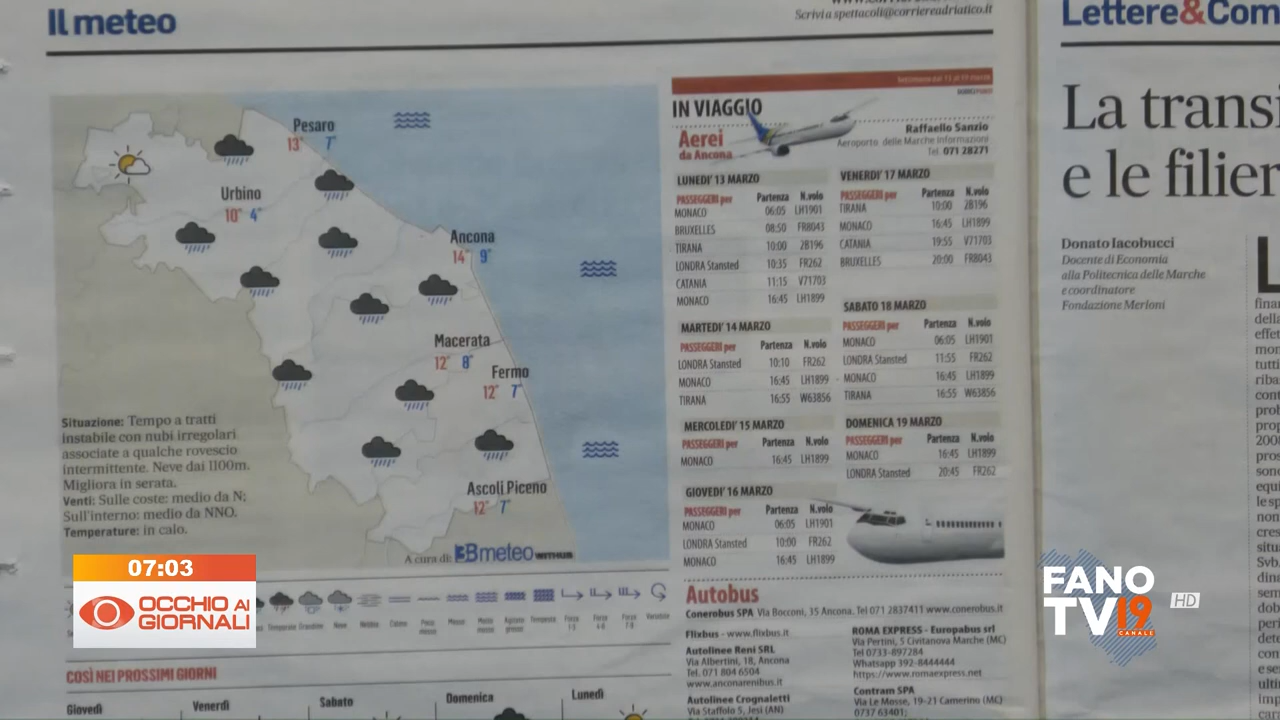 Il meteo
Scrivi a spettacoli@corriereadriatico.it
Lettere&Com
Pesaro
13° 7°
Urbino
10° 4°
Ancona
14° 9°
Macerata
12° 8°
Fermo
12° 7°
Ascoli Piceno
12° 7°
Situazione: Tempo a tratti
instabile con nubi irregolari
associate a qualche rovescio
intermittente. Neve dai 1100m.
Migliora in serata.
Venti: Sulle coste: medio da N;
Sull'interno: medio da NNO.
Temperature: in calo.
A cura di: 3Bmeteo
COSÌ NEI PROSSIMI GIORNI
Giovedì Venerdì Sabato Domenica Lunedì
IN VIAGGIO
Aerei
da Ancona
Raffaello Sanzio
Aeroporto delle Marche Informazioni
Tel. 071 28271
LUNEDI' 13 MARZO
PASSEGGERI per Partenza N.volo
MONACO 06:05 LH1901
BRUXELLES 08:50 FR8043
TIRANA 10:00 2B196
LONDRA Stansted 10:35 FR262
CATANIA 11:15 V71703
MONACO 16:45 LH1899
MARTEDI' 14 MARZO
PASSEGGERI per Partenza N.volo
LONDRA Stansted 10:10 FR262
MONACO 16:45 LH1899
TIRANA 16:55 W63856
MERCOLEDI' 15 MARZO
PASSEGGERI per Partenza N.volo
MONACO 16:45 LH1899
GIOVEDI' 16 MARZO
PASSEGGERI per Partenza N.volo
MONACO 06:05 LH1901
LONDRA Stansted 10:00 FR262
MONACO 16:45 LH1899
VENERDI' 17 MARZO
PASSEGGERI per Partenza N.volo
TIRANA 10:00 2B196
MONACO 16:45 LH1899
CATANIA 19:55 V71703
BRUXELLES 20:00 FR8043
SABATO 18 MARZO
PASSEGGERI per Partenza N.volo
MONACO 06:05 LH1901
LONDRA Stansted 11:55 FR262
MONACO 16:45 LH1899
TIRANA 16:55 W63856
DOMENICA 19 MARZO
PASSEGGERI per Partenza N.volo
MONACO 16:45 LH1899
LONDRA Stansted 20:45 FR262
Autobus
Conerobus SPA Via Bocconi, 35 Ancona. Tel 071 2837411 www.conerobus.it
Flixbus - www.flixbus.it
Autolinee Reni SRL
Via Albertini, 18, Ancona
Tel. 071 804 6504
www.anconarenibus.it
Autolinee Crognaletti
Via Staffolo 5, Jesi (AN)
ROMA EXPRESS - Europabus srl
Via Pertini, 5 Civitanova Marche (MC)
Tel 0733-897284
Whatsapp 392-8444444
https://www.romaexpress.net
Contram SPA
Via Le Mosse, 19-21 Camerino (MC)
0737 63401;
La transi
e le filier
Donato Iacobucci
Docente di Economia
alla Politecnica delle Marche
e coordinatore
Fondazione Merloni
07:03
OCCHIO AI
GIORNALI
FANO
TV19
CANALE
HD